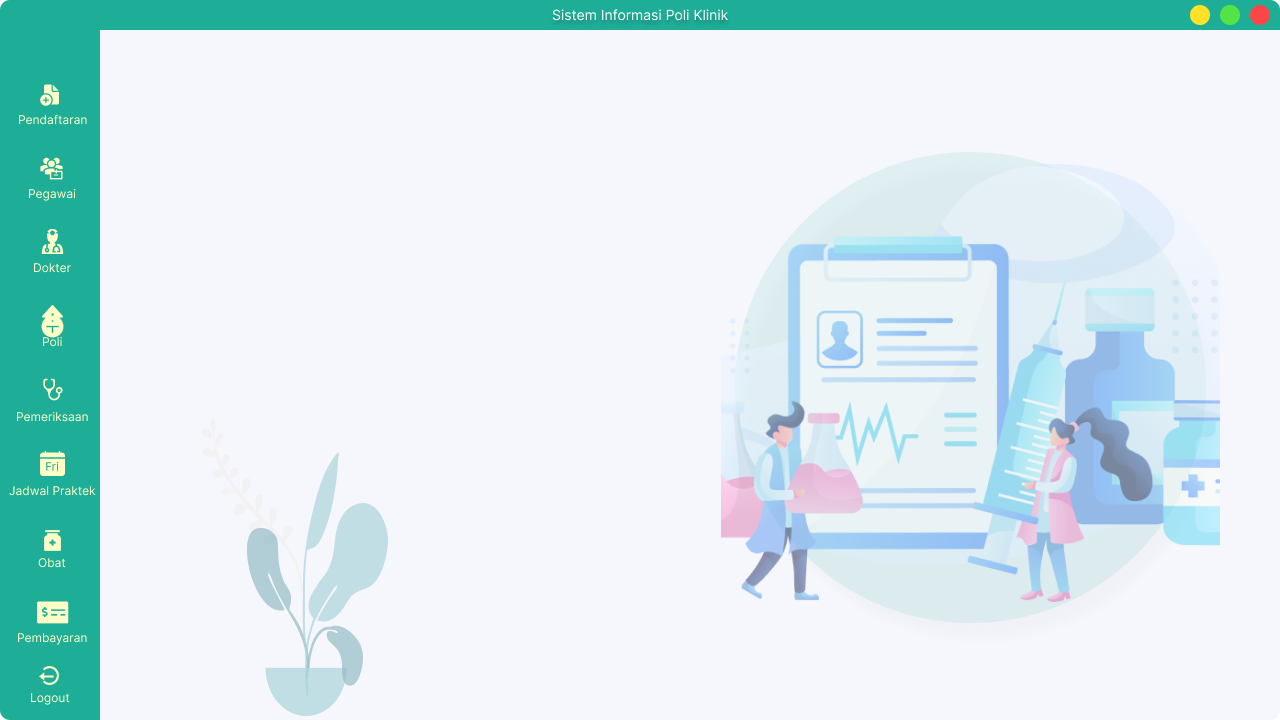 Sistem Informasi Poli Klinik
Pendaftaran
Pegawai
Dokter
Poli
Pemeriksaan
Fri
Jadwal Praktek
Obat
$
Pembayaran
Logout